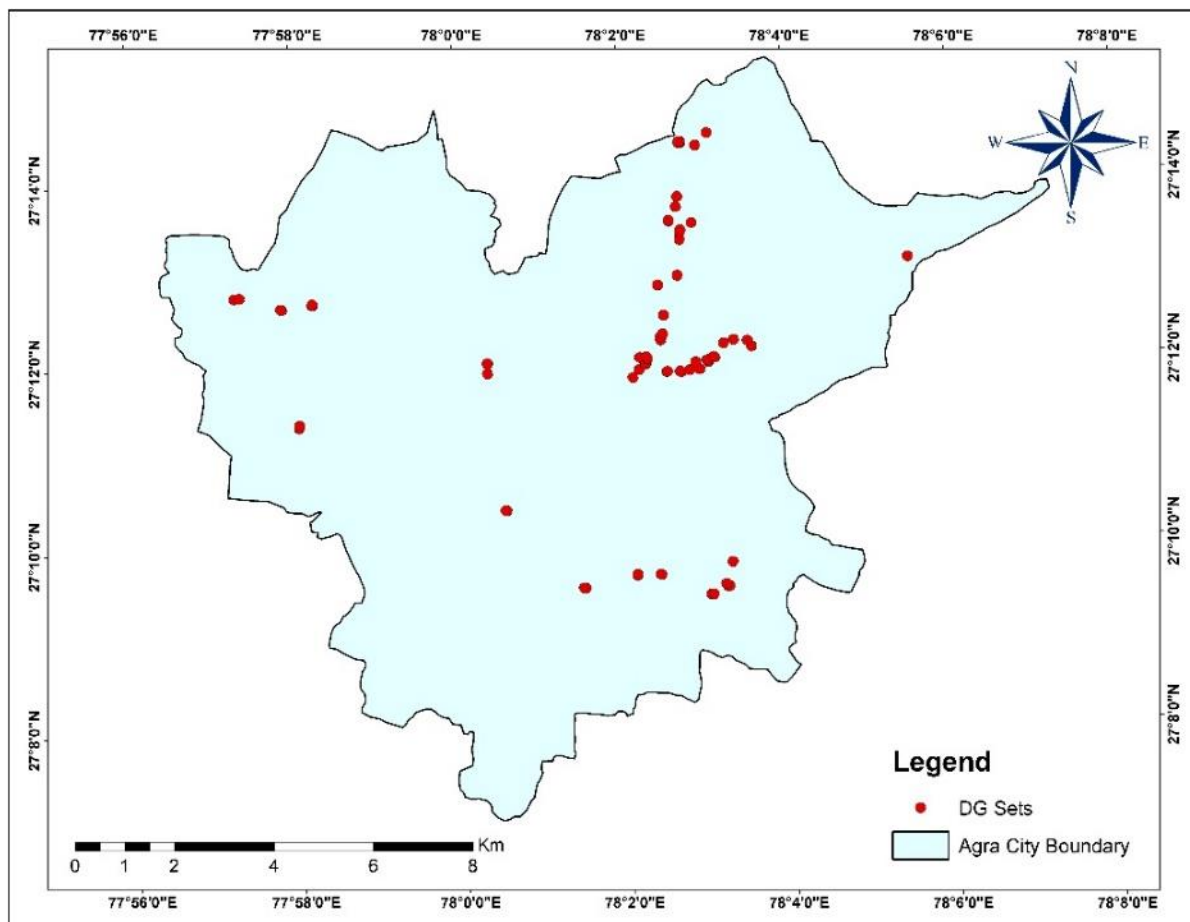 77°56'0"E 77°58'0"E 78°0'0"E 78°2'0"E 78°4'0"E 78°6'0"E 78°8'0"E
N
W E
S
27°14'0"N 27°14'0"N
27°12'0"N 27°12'0"N
27°10'0"N 27°10'0"N
27°8'0"N 27°8'0"N
Legend
DG Sets
Agra City Boundary
Km
0 1 2 4 6 8
77°56'0"E 77°58'0"E 78°0'0"E 78°2'0"E 78°4'0"E 78°6'0"E 78°8'0"E